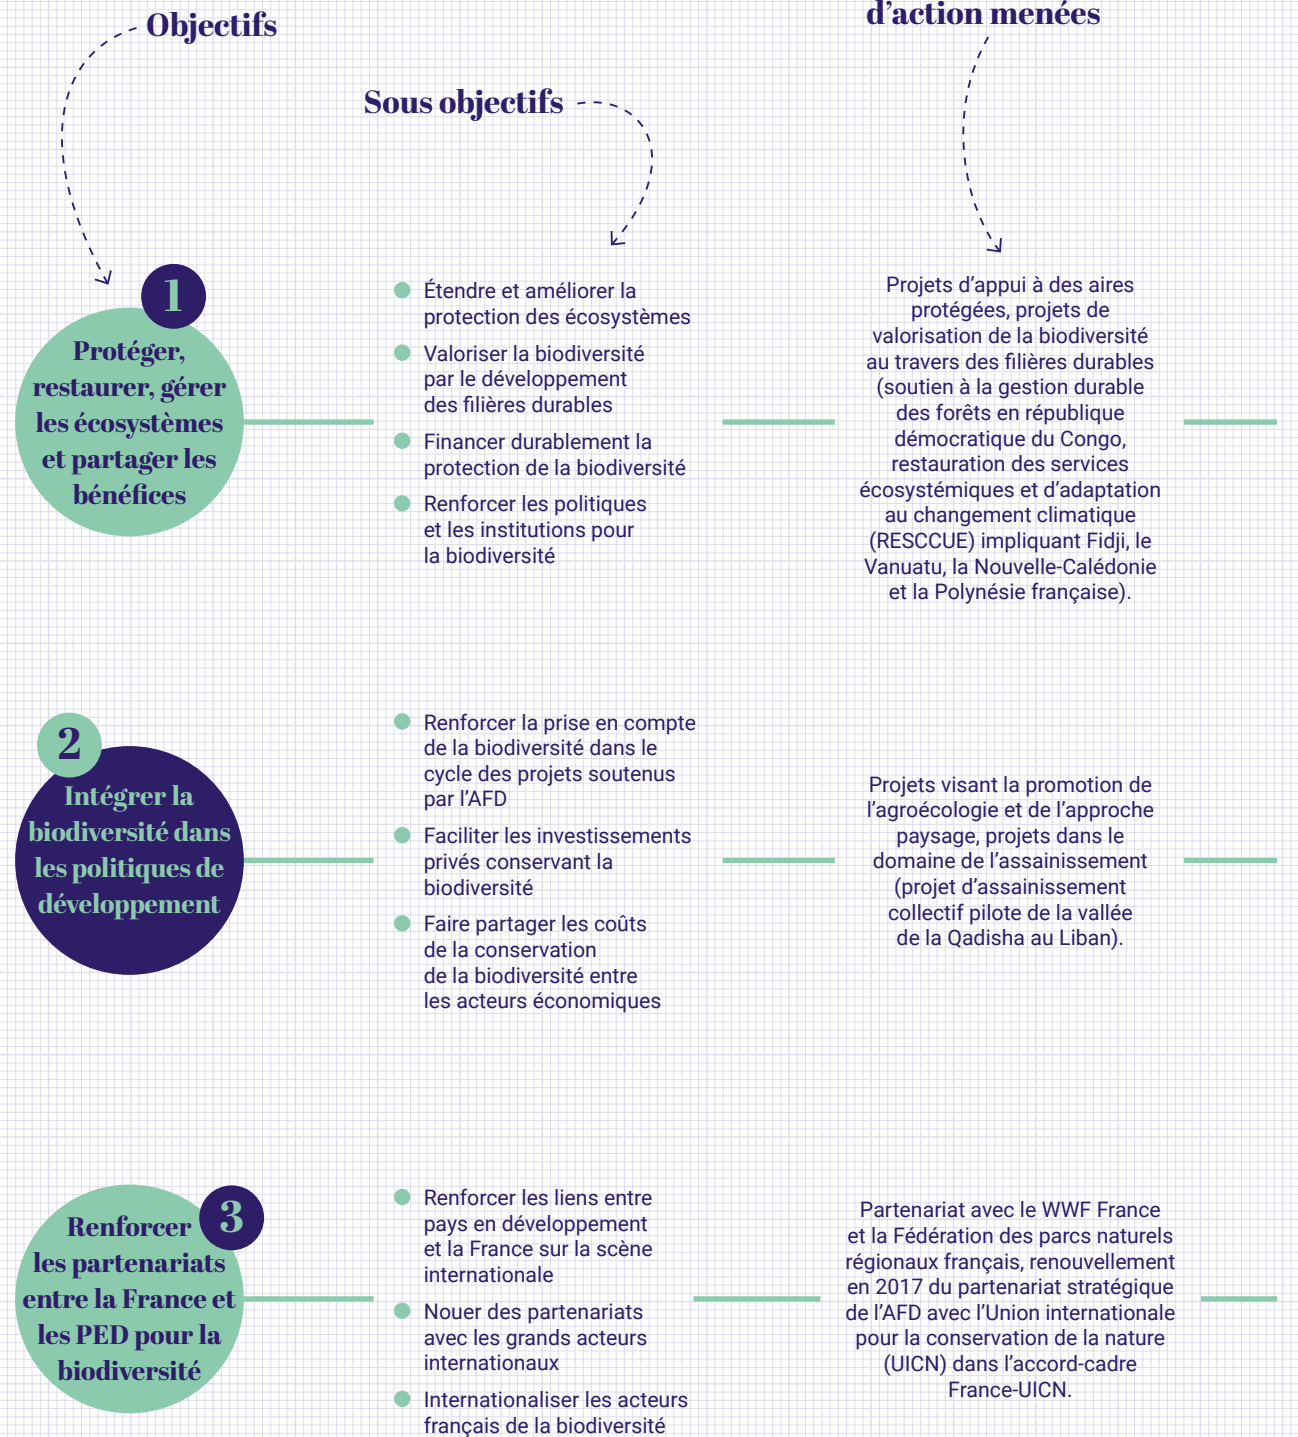 Objectifs
d'action menées
Sous objectifs
1
Protéger,
restaurer, gérer
les écosystèmes
et partager les
bénéfices
Étendre et améliorer la
protection des écosystèmes
Valoriser la biodiversité
par le développement
des filières durables
Financer durablement la
protection de la biodiversité
Renforcer les politiques
et les institutions pour
la biodiversité
Projets d'appui à des aires
protégées, projets de
valorisation de la biodiversité
au travers des filières durables
(soutien à la gestion durable
des forêts en république
démocratique du Congo,
restauration des services
écosystémiques et d'adaptation
au changement climatique
(RESCCUE) impliquant Fidji, le
Vanuatu, la Nouvelle-Calédonie
et la Polynésie française).
2
Intégrer la
biodiversité dans
les politiques de
développement
Renforcer la prise en compte
de la biodiversité dans le
cycle des projets soutenus
par l'AFD
Faciliter les investissements
privés conservant la
biodiversité
Faire partager les coûts
de la conservation
de la biodiversité entre
les acteurs économiques
Projets visant la promotion de
l'agroécologie et de l'approche
paysage, projets dans le
domaine de l'assainissement
(projet d'assainissement
collectif pilote de la vallée
de la Qadisha au Liban).
3
Renforcer
les partenariats
entre la France et
les PED pour la
biodiversité
Renforcer les liens entre
pays en développement
et la France sur la scène
internationale
Nouer des partenariats
avec les grands acteurs
internationaux
Internationaliser les acteurs
français de la biodiversité
Partenariat avec le WWF France
et la Fédération des parcs naturels
régionaux français, renouvellement
en 2017 du partenariat stratégique
de l'AFD avec l'Union internationale
pour la conservation de la nature
(UICN) dans l'accord-cadre
France-UICN.